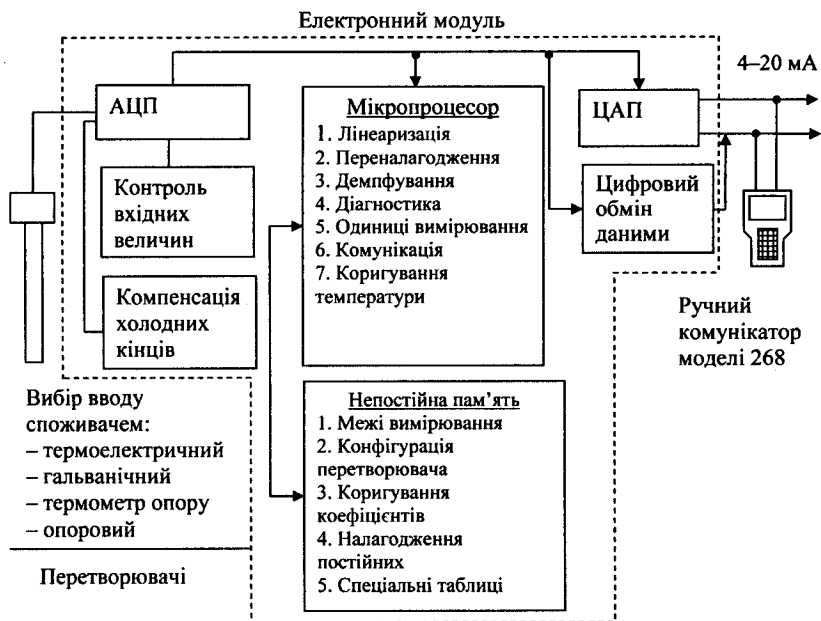 Електронний модуль
4–20 мА
АЦП
Мікропроцесор
1. Лінеаризація
2. Переналагодження
3. Демпфування
4. Діагностика
5. Одиниці вимірювання
6. Комунікація
7. Коригування
температури
ЦАП
Контроль
вхідних
величин
Цифровий
обмін
даними
Компенсація
холодних
кінців
Ручний
комунікатор
моделі 268
Вибір вводу
споживачем:
– термоелектричний
– гальванічний
– термометр опору
– опоровий
Перетворювачі
Непостійна пам’ять
1. Межі вимірювання
2. Конфігурація
перетворювача
3. Коригування
коефіцієнтів
4. Налагодження
постійних
5. Спеціальні таблиці